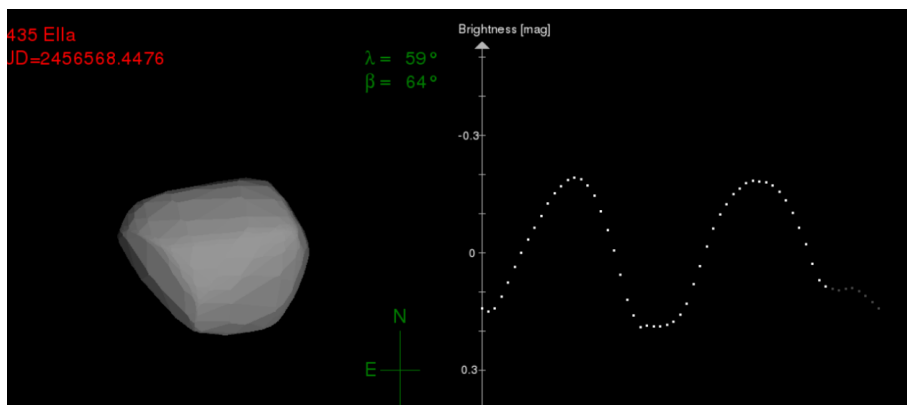 435 Ella
JD=2456568.4476
λ = 59°
β = 64°
Brightness [mag]
-0.3
0
0.3
N
E